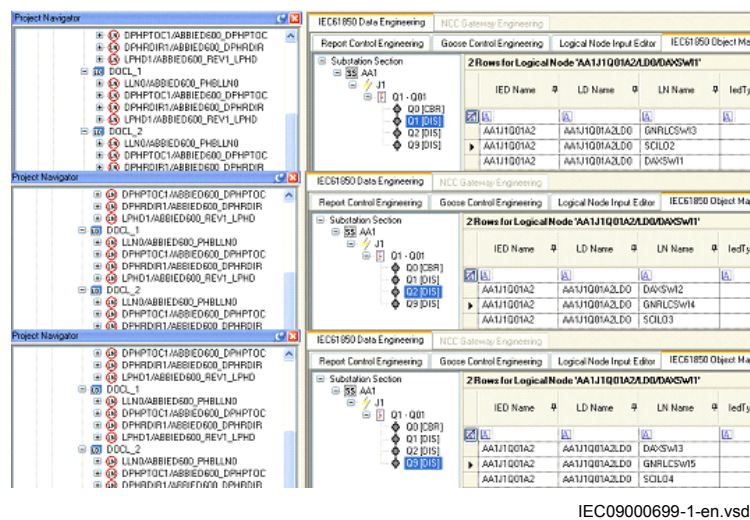 Project Navigator
DPHPTOC1/ABBIED600_DPHPTOC
DPHRDIR1/ABBIED600_DPHRDIR
LPHD1/ABBIED600_REV1_LPHD
DOCL_1
LLN0/ABBIED600_PHBLLN0
DPHPTOC1/ABBIED600_DPHPTOC
DPHRDIR1/ABBIED600_DPHRDIR
LPHD1/ABBIED600_REV1_LPHD
DOCL_2
LLN0/ABBIED600_PHBLLN0
DPHPTOC1/ABBIED600_DPHPTOC
DPHRDIR1/ABBIED600_DPHRDIR
IEC61850 Data Engineering NCC Gateway Engineering
Report Control Engineering Goose Control Engineering Logical Node Input Editor IEC61850 Object Ma
Substation Section
AA1
J1
Q1 - Q01
Q0 [CBR]
Q1 [DIS]
Q2 [DIS]
Q9 [DIS]
2 Rows for Logical Node 'AA1J1Q01A2/LD0/DAXSWI1'
IED Name LD Name LN Name IedTy
AA1J1Q01A2 AA1J1Q01A2LD0 GNRLCSWI3
AA1J1Q01A2 AA1J1Q01A2LD0 SCILO2
AA1J1Q01A2 AA1J1Q01A2LD0 DAXSWI1
Project Navigator
DPHPTOC1/ABBIED600_DPHPTOC
DPHRDIR1/ABBIED600_DPHRDIR
LPHD1/ABBIED600_REV1_LPHD
DOCL_1
LLN0/ABBIED600_PHBLLN0
DPHPTOC1/ABBIED600_DPHPTOC
DPHRDIR1/ABBIED600_DPHRDIR
LPHD1/ABBIED600_REV1_LPHD
DOCL_2
LLN0/ABBIED600_PHBLLN0
DPHPTOC1/ABBIED600_DPHPTOC
DPHRDIR1/ABBIED600_DPHRDIR
IEC61850 Data Engineering NCC Gateway Engineering
Report Control Engineering Goose Control Engineering Logical Node Input Editor IEC61850 Object Ma
Substation Section
AA1
J1
Q1 - Q01
Q0 [CBR]
Q1 [DIS]
Q2 [DIS]
Q9 [DIS]
2 Rows for Logical Node 'AA1J1Q01A2/LD0/DAXSWI1'
IED Name LD Name LN Name IedTy
AA1J1Q01A2 AA1J1Q01A2LD0 DAXSWI2
AA1J1Q01A2 AA1J1Q01A2LD0 GNRLCSWI4
AA1J1Q01A2 AA1J1Q01A2LD0 SCILO3
Project Navigator
DPHPTOC1/ABBIED600_DPHPTOC
DPHRDIR1/ABBIED600_DPHRDIR
LPHD1/ABBIED600_REV1_LPHD
DOCL_1
LLN0/ABBIED600_PHBLLN0
DPHPTOC1/ABBIED600_DPHPTOC
DPHRDIR1/ABBIED600_DPHRDIR
LPHD1/ABBIED600_REV1_LPHD
DOCL_2
LLN0/ABBIED600_PHBLLN0
DPHPTOC1/ABBIED600_DPHPTOC
DPHRDIR1/ABBIED600_DPHRDIR
IEC61850 Data Engineering NCC Gateway Engineering
Report Control Engineering Goose Control Engineering Logical Node Input Editor IEC61850 Object Ma
Substation Section
AA1
J1
Q1 - Q01
Q0 [CBR]
Q1 [DIS]
Q2 [DIS]
Q9 [DIS]
2 Rows for Logical Node 'AA1J1Q01A2/LD0/DAXSWI1'
IED Name LD Name LN Name IedTy
AA1J1Q01A2 AA1J1Q01A2LD0 DAXSWI3
AA1J1Q01A2 AA1J1Q01A2LD0 GNRLCSWI5
AA1J1Q01A2 AA1J1Q01A2LD0 SCILO4
IEC09000699-1-en.vsd